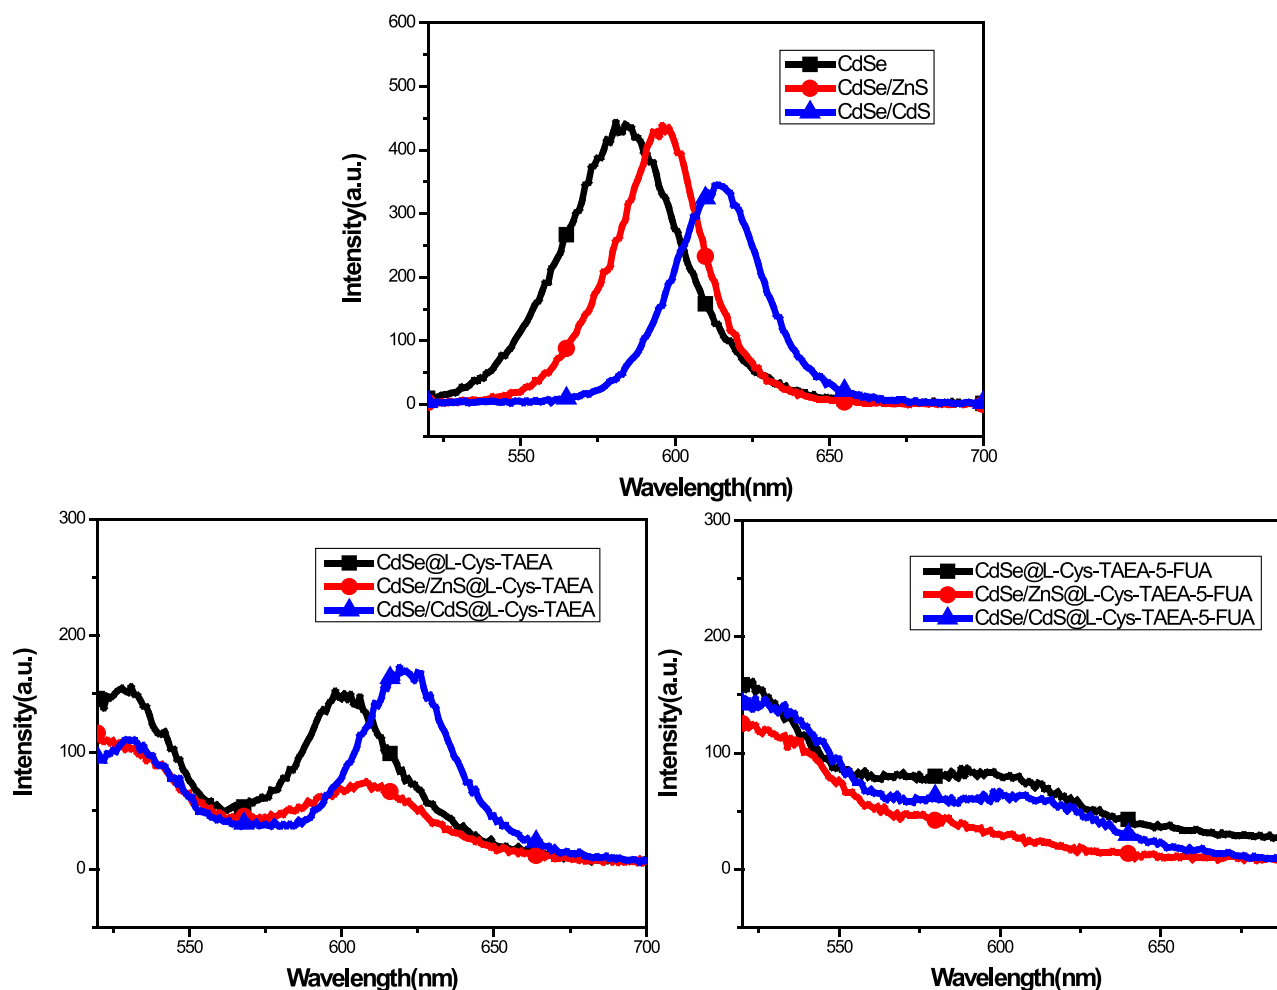 600
500
400
300
200
100
0
Intensity(a.u.)
CdSe
CdSe/ZnS
CdSe/CdS
550
600
650
700
Wavelength(nm)
300
200
100
0
Intensity(a.u.)
CdSe@L-Cys-TAEA
CdSe/ZnS@L-Cys-TAEA
CdSe/CdS@L-Cys-TAEA
550
600
650
700
Wavelength(nm)
300
200
100
0
Intensity(a.u.)
CdSe@L-Cys-TAEA-5-FUA
CdSe/ZnS@L-Cys-TAEA-5-FUA
CdSe/CdS@L-Cys-TAEA-5-FUA
550
600
650
Wavelength(nm)